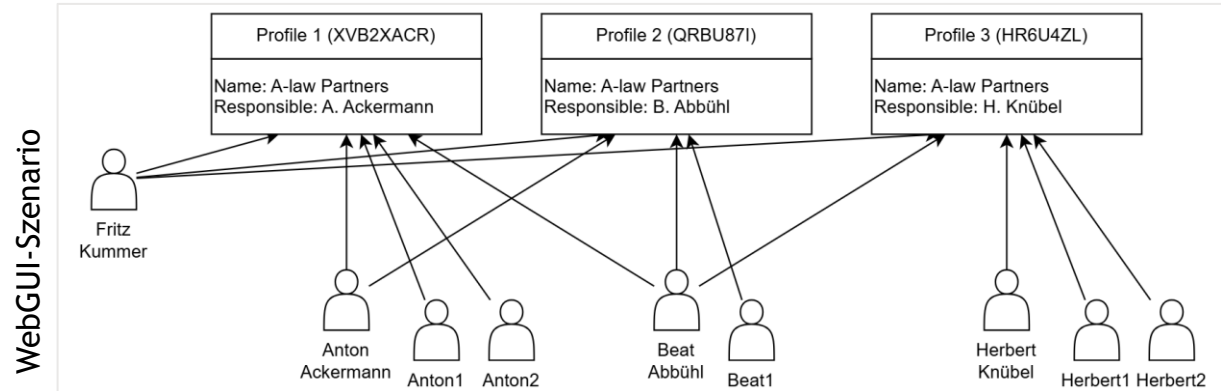 WebGUI-Szenario
Profile 1 (XVB2XACR)
Name: A-law Partners
Responsible: A. Ackermann
Profile 2 (QRBU87I)
Name: A-law Partners
Responsible: B. Abbühl
Profile 3 (HR6U4ZL)
Name: A-law Partners
Responsible: H. Knübel
Fritz
Kummer
Anton
Ackermann
Anton1
Anton2
Beat
Abbühl
Beat1
Herbert
Knübel
Herbert1
Herbert2